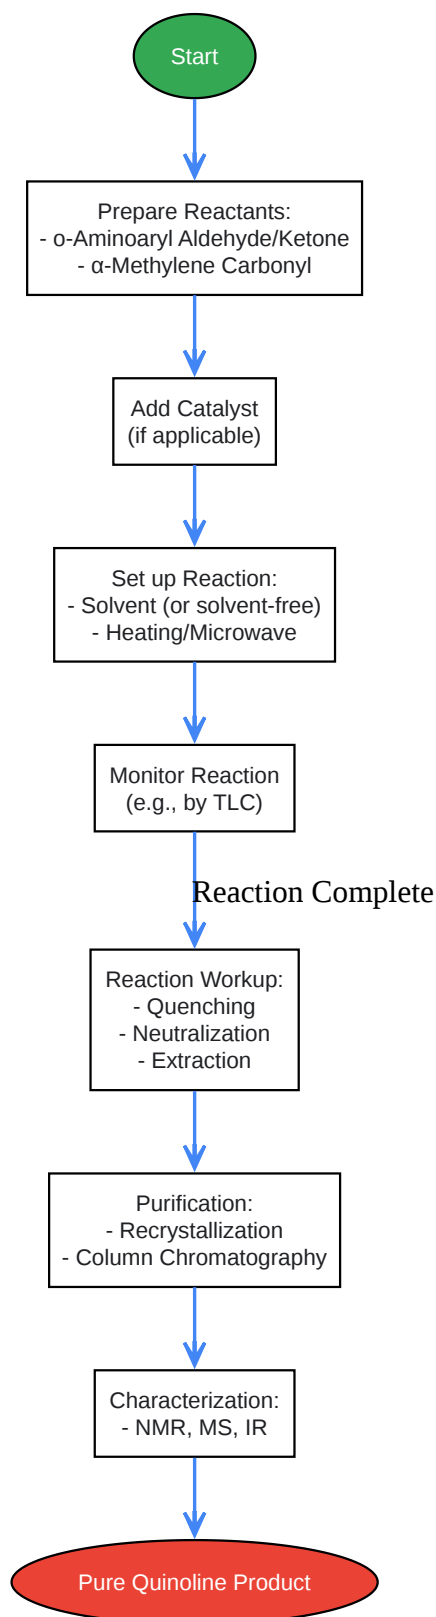 Start
Prepare Reactants:
- o-Aminoaryl Aldehyde/Ketone
- α-Methylene Carbonyl
Add Catalyst
(if applicable)
Set up Reaction:
- Solvent (or solvent-free)
- Heating/Microwave
Monitor Reaction
(e.g., by TLC)
Reaction Complete
Reaction Workup:
- Quenching
- Neutralization
- Extraction
Purification:
- Recrystallization
- Column Chromatography
Characterization:
- NMR, MS, IR
Pure Quinoline Product